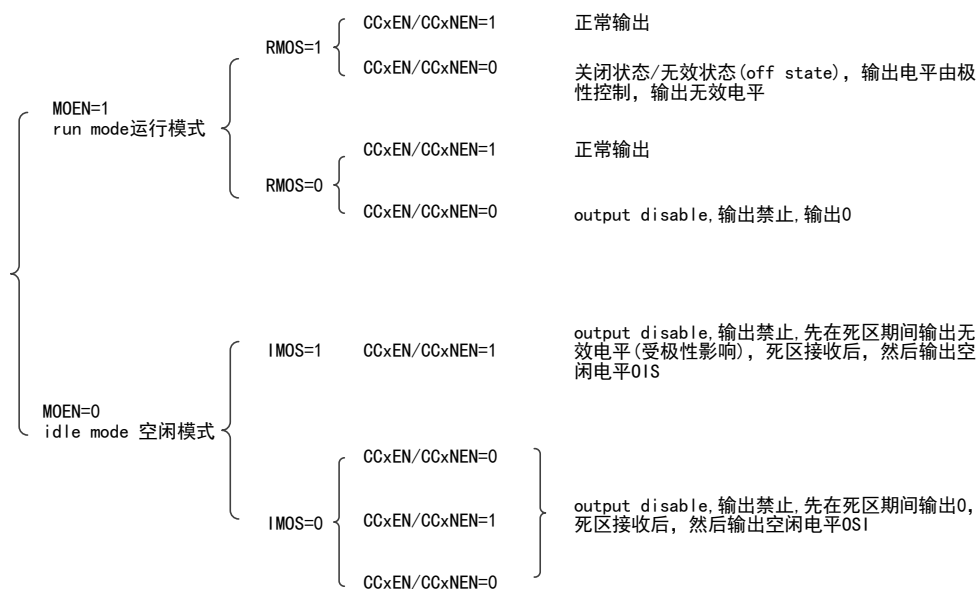 CCxEN/CCxNEN=1
正常输出
RMOS=1
CCxEN/CCxNEN=0
关闭状态/无效状态(off state), 输出电平由极
性控制, 输出无效电平
MOEN=1
run mode运行模式
CCxEN/CCxNEN=1
正常输出
RMOS=0
CCxEN/CCxNEN=0
output disable,输出禁止,输出0
IMOS=1
CCxEN/CCxNEN=1
output disable,输出禁止,先在死区期间输出无
效电平(受极性影响), 死区接收后, 然后输出空
闲电平OIS
MOEN=0
idle mode 空闲模式
CCxEN/CCxNEN=0
IMOS=0
CCxEN/CCxNEN=1
output disable,输出禁止,先在死区期间输出0,
死区接收后, 然后输出空闲电平OSI
CCxEN/CCxNEN=0